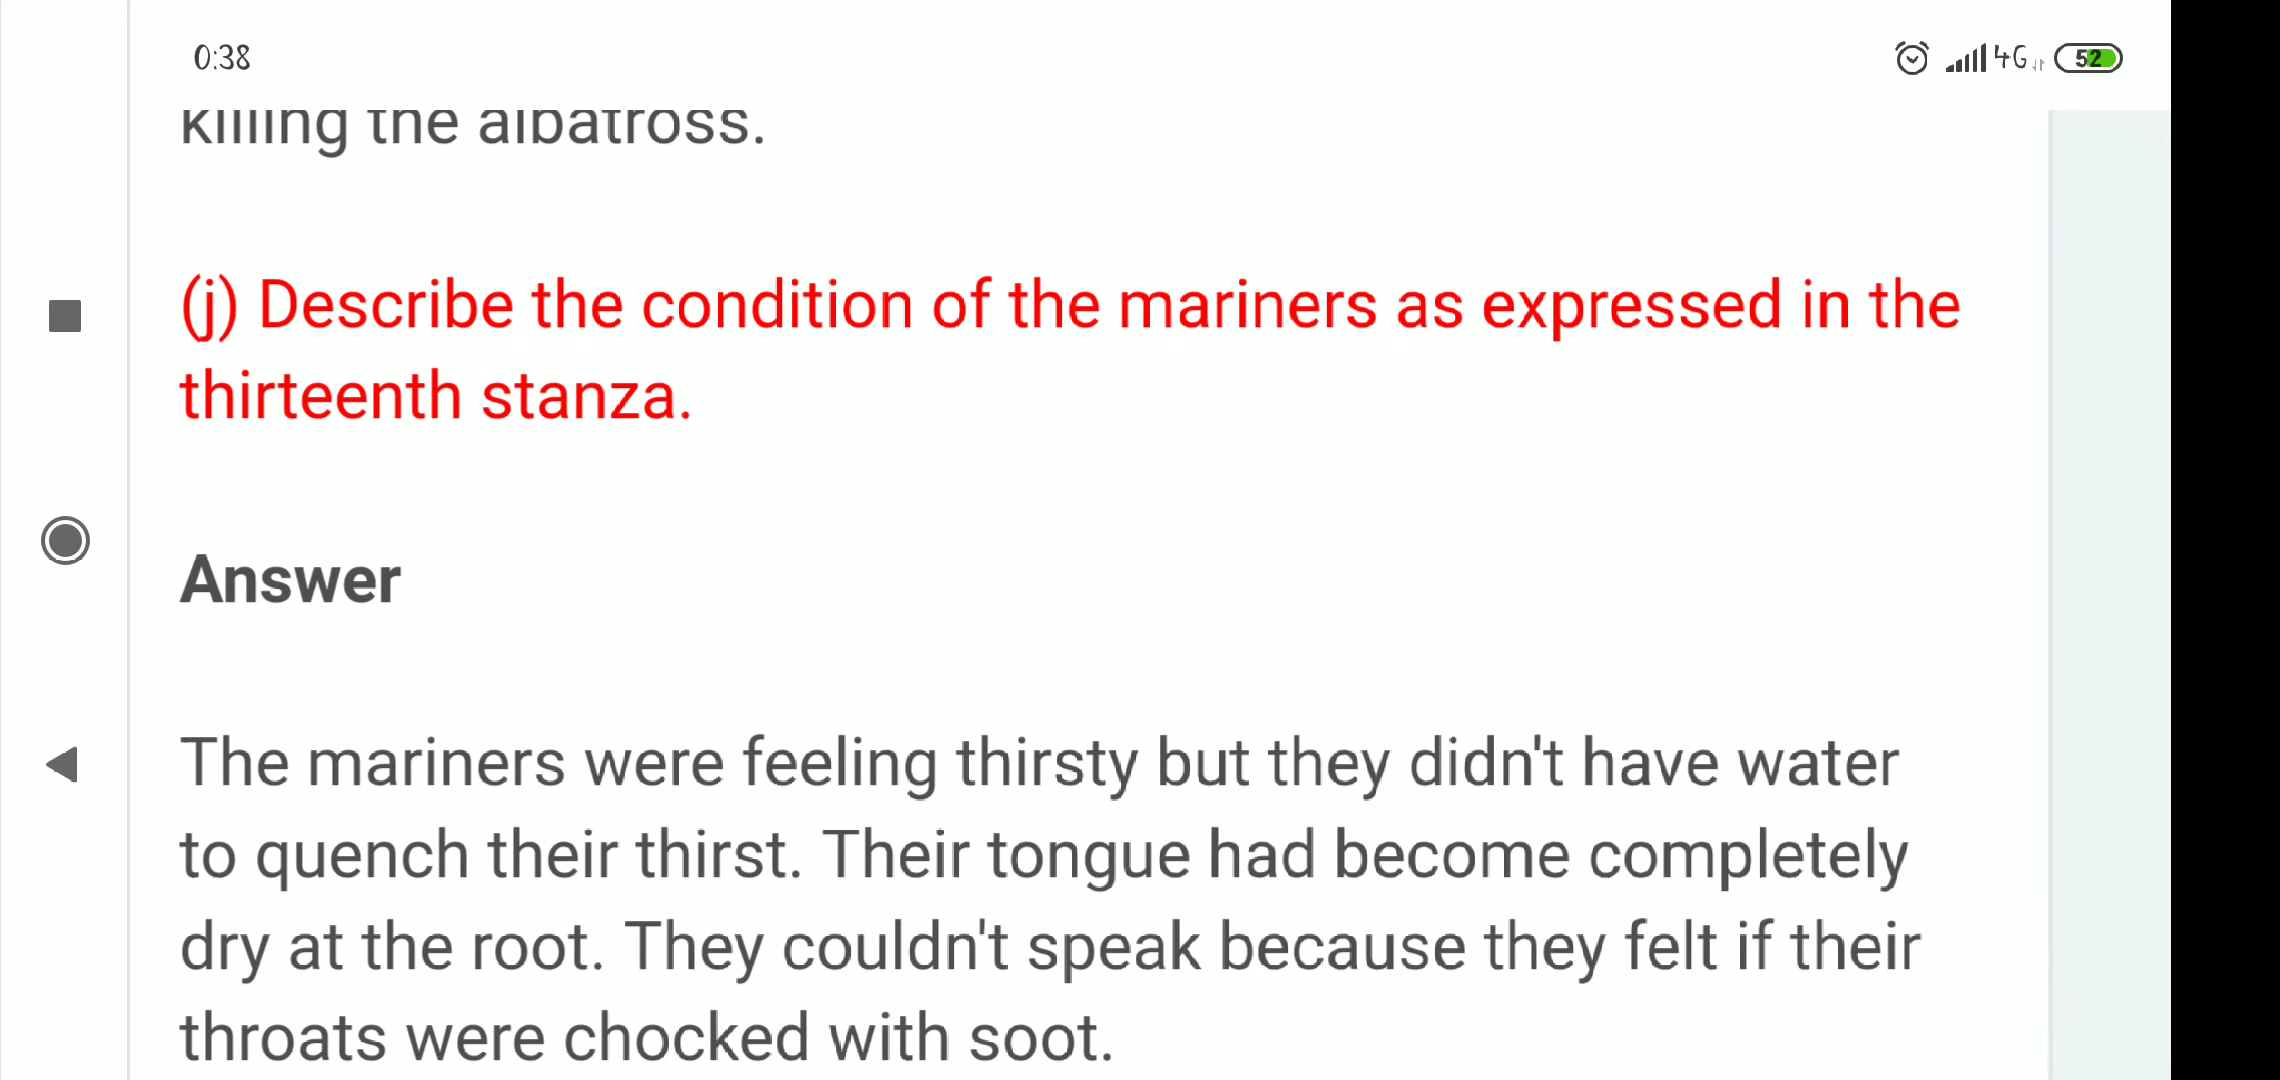 0:38
4G
52
killing the albatross.
(j) Describe the condition of the mariners as expressed in the
thirteenth stanza.
Answer
The mariners were feeling thirsty but they didn't have water
to quench their thirst. Their tongue had become completely
dry at the root. They couldn't speak because they felt if their
throats were chocked with soot.